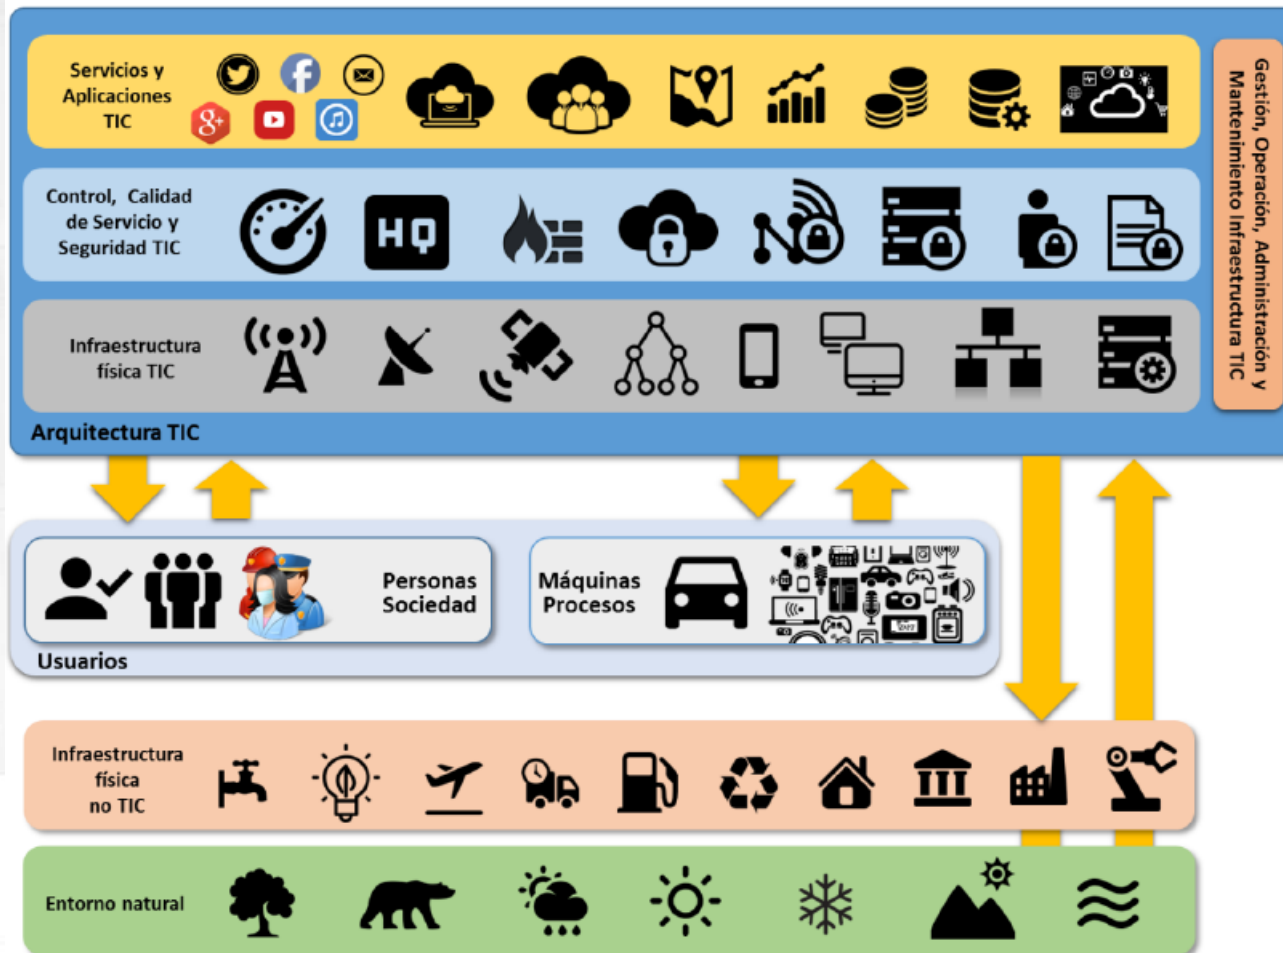 Servicios y
Aplicaciones
TIC
g+
Control, Calidad
de Servicio y
Seguridad TIC
HQ
Infraestructura
física TIC
Arquitectura TIC
Gestión, Operación, Administración y
Mantenimiento Infraestructura TIC
Personas
Sociedad
Máquinas
Procesos
Usuarios
Infraestructura
física
no TIC
Entorno natural